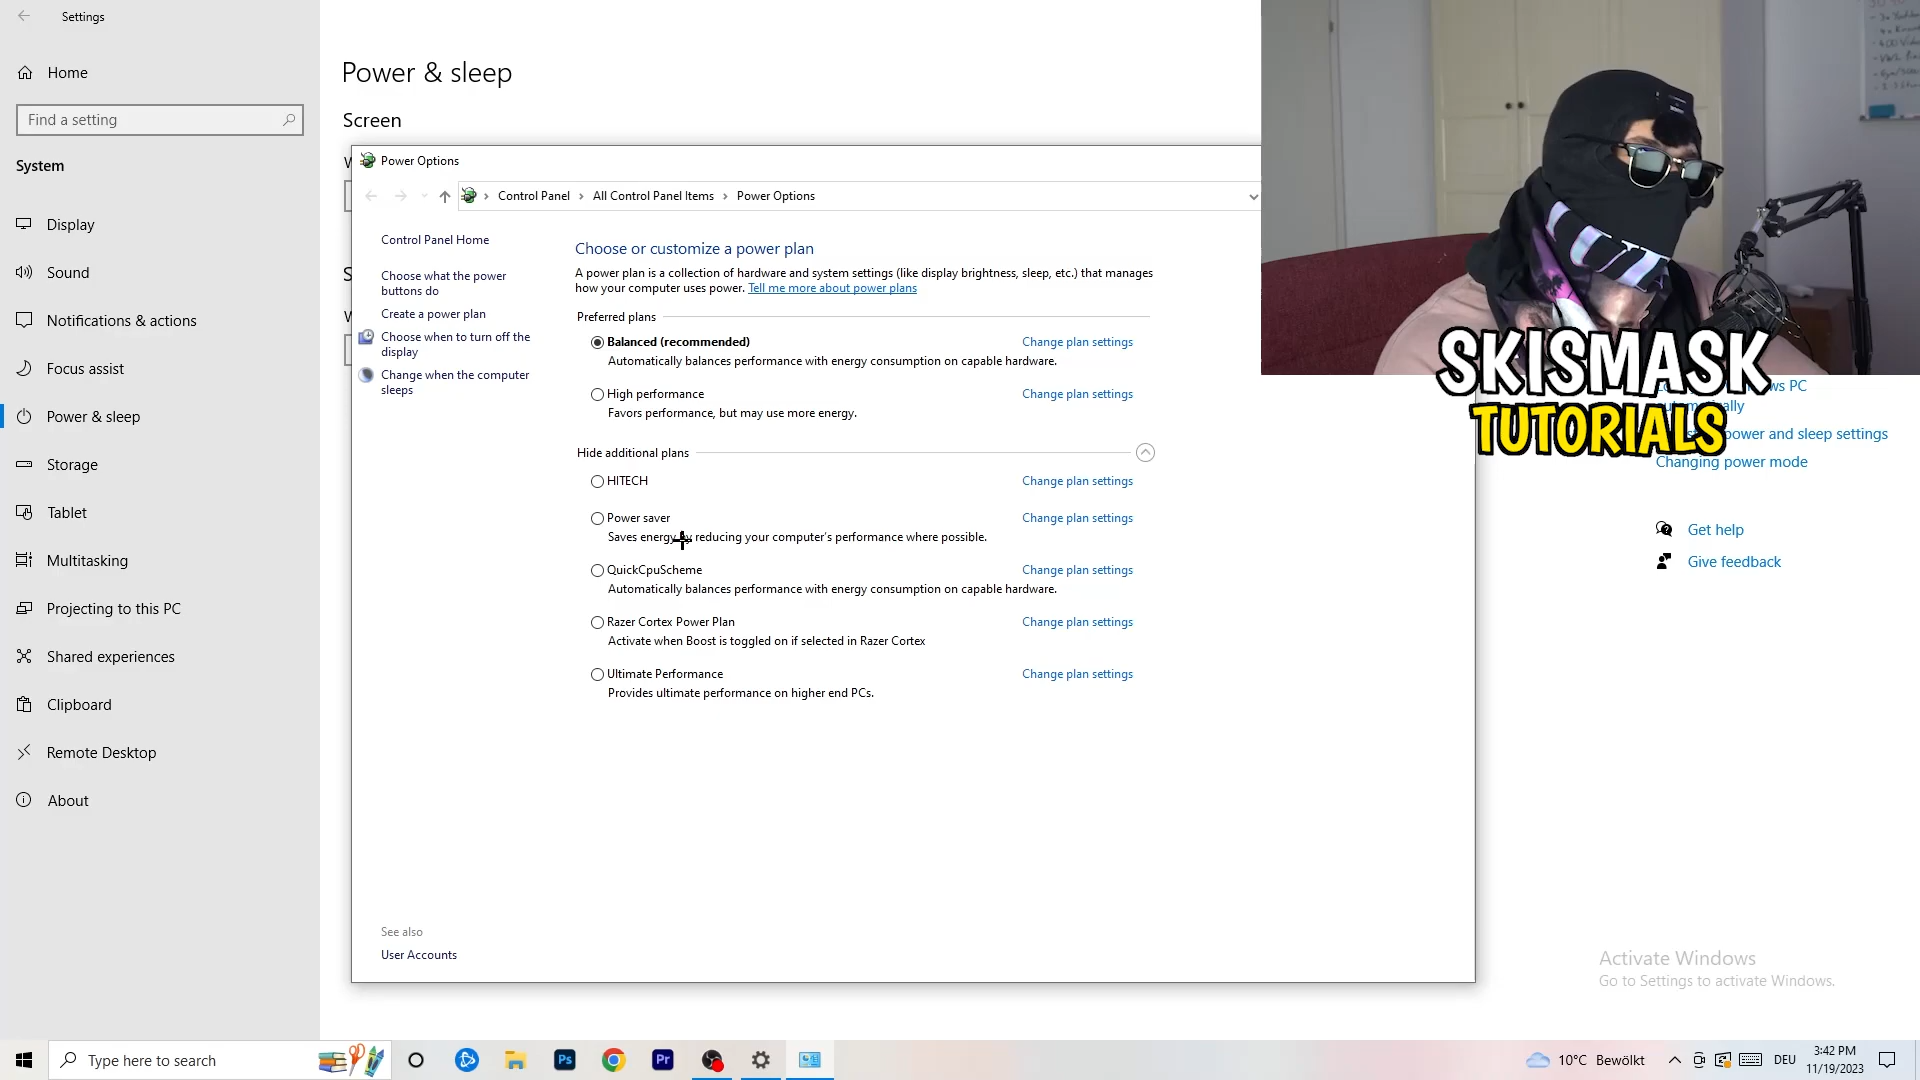 Settings
Home
Find a setting
System
Display
Sound
Notifications & actions
Focus assist
Power & sleep
Storage
Tablet
Multitasking
Projecting to this PC
Shared experiences
Clipboard
Remote Desktop
About
Power & sleep
Screen
Power Options
Control Panel › All Control Panel Items › Power Options
Control Panel Home
Choose what the power
buttons do
Create a power plan
Choose when to turn off the
display
Change when the computer
sleeps
See also
User Accounts
Choose or customize a power plan
A power plan is a collection of hardware and system settings (like display brightness, sleep, etc.) that manages
how your computer uses power. Tell me more about power plans
Preferred plans
Balanced (recommended) Change plan settings
Automatically balances performance with energy consumption on capable hardware.
High performance Change plan settings
Favors performance, but may use more energy.
Hide additional plans
HITECH Change plan settings
Power saver Change plan settings
Saves energy by reducing your computer's performance where possible.
QuickCpuScheme Change plan settings
Automatically balances performance with energy consumption on capable hardware.
Razer Cortex Power Plan Change plan settings
Activate when Boost is toggled on if selected in Razer Cortex
Ultimate Performance Change plan settings
Provides ultimate performance on higher end PCs.
SKISMASK
TUTORIALS
PC
power and sleep settings
Changing power mode
Get help
Give feedback
Activate Windows
Go to Settings to activate Windows.
Type here to search
Ps
Pr
10°C Bewölkt
DEU
3:42 PM
11/19/2023